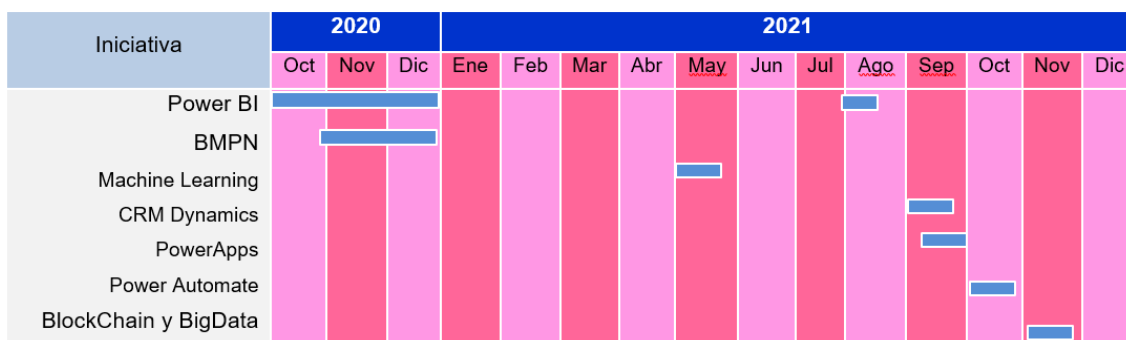 Iniciativa
2020 2021
Oct Nov Dic Ene Feb Mar Abr May Jun Jul Ago Sep Oct Nov Dic
Power BI
BMPN
Machine Learning
CRM Dynamics
PowerApps
Power Automate
BlockChain y BigData